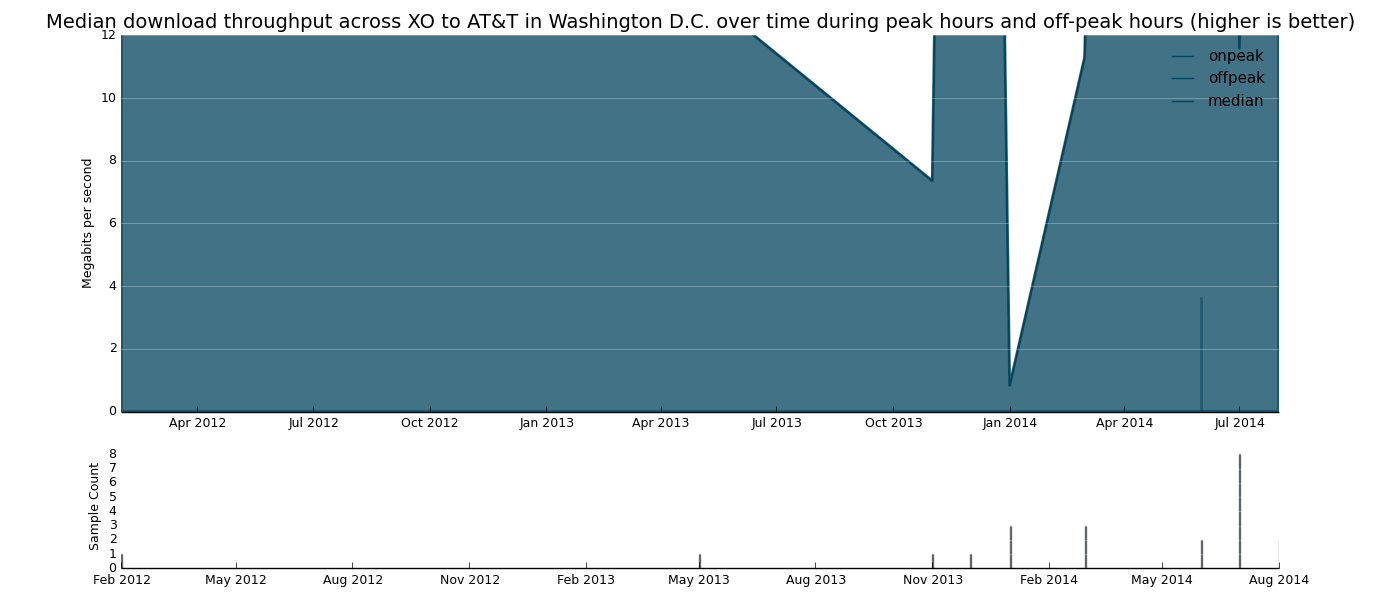 Median download throughput across XO to AT&T in Washington D.C. over time during peak hours and off-peak hours (higher is better)
12
onpeak
offpeak
median
10
8
6
4
2
0
Megabits per second
Apr 2012 Jul 2012 Oct 2012 Jan 2013 Apr 2013 Jul 2013 Oct 2013 Jan 2014 Apr 2014 Jul 2014
8
7
6
5
4
3
2
1
0
Sample Count
Feb 2012 May 2012 Aug 2012 Nov 2012 Feb 2013 May 2013 Aug 2013 Nov 2013 Feb 2014 May 2014 Aug 2014